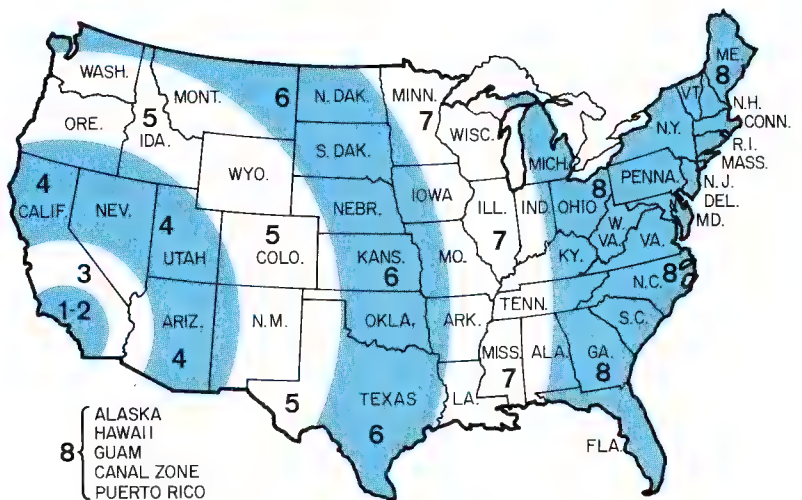 WASH.
MONT.
6
N. DAK.
MINN.
ME.
8
VT.
N.H.
CONN.
5
ORE.
IDA.
7
WISC.
N.Y.
R.I.
MASS.
S. DAK.
MICH.
WYO.
4
CALIF.
NEV.
4
UTAH
IOWA
NEBR.
8
PENNA.
N.J.
DEL.
MD.
ILL.
IND.
OHIO
5
COLO.
7
W.
VA.
VA.
KANS.
6
MO.
KY.
3
1-2
N.C.
8
TENN.
ARIZ.
4
N.M.
OKLA.
ARK.
S.C.
MISS.
7
ALA.
GA.
8
5
TEXAS
6
LA.
FLA.
8
ALASKA
HAWAII
GUAM
CANAL ZONE
PUERTO RICO